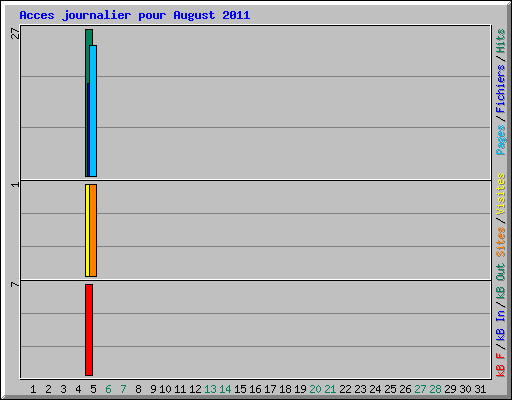 Acces journalier pour August 2011
27
1
7
Pages / Fichiers / Hits
Sites / Visites
kB F / kB In / kB Out
1 2 3 4 5 6 7 8 9 10 11 12 13 14 15 16 17 18 19 20 21 22 23 24 25 26 27 28 29 30 31